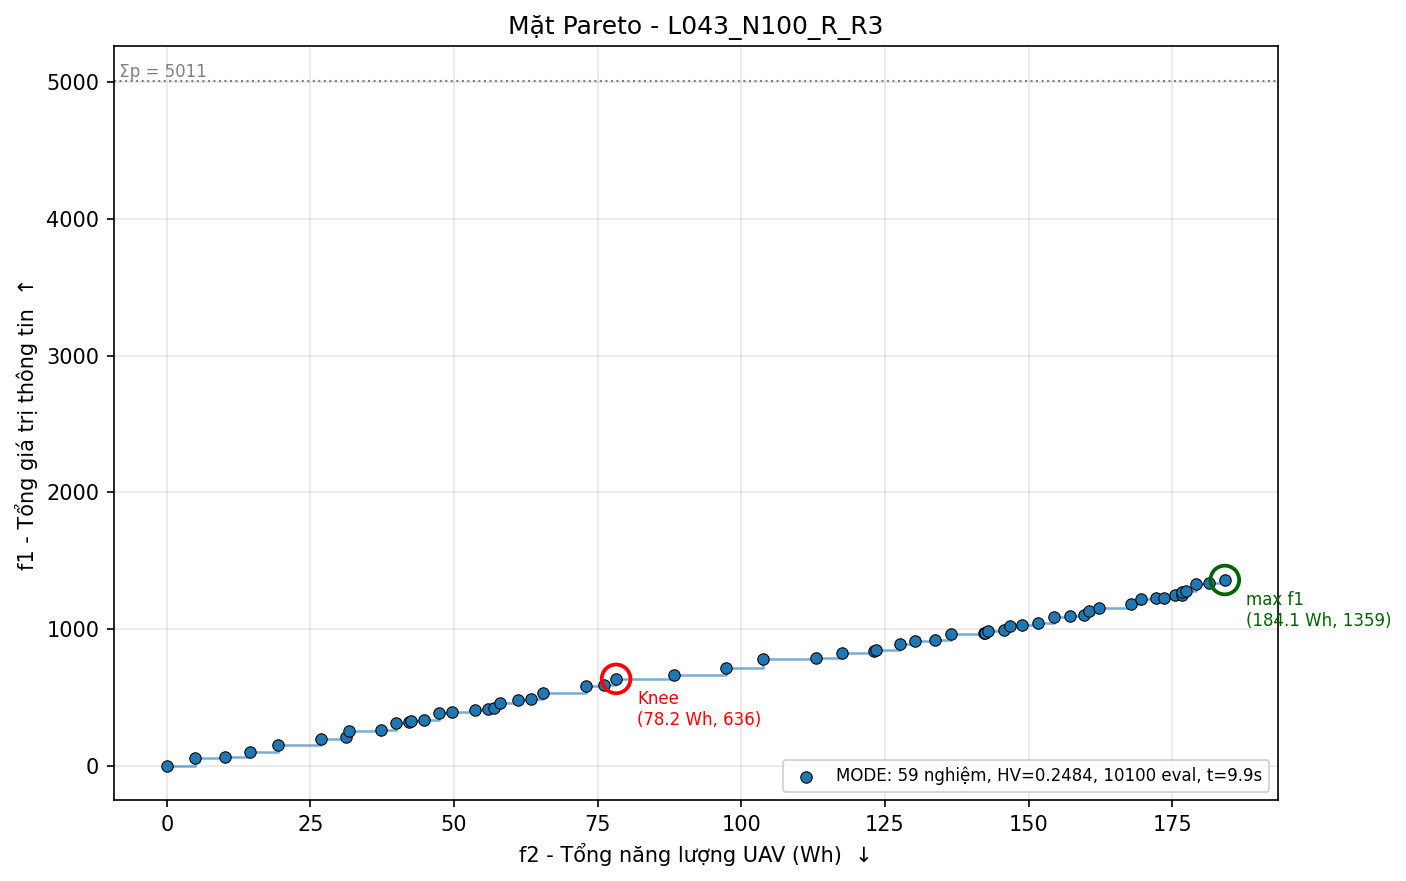 Mặt Pareto - L043_N100_R_R3
Σp = 5011
5000
4000
3000
2000
1000
0
f1 - Tổng giá trị thông tin ↑
max f1
(184.1 Wh, 1359)
Knee
(78.2 Wh, 636)
MODE: 59 nghiệm, HV=0.2484, 10100 eval, t=9.9s
0 25 50 75 100 125 150 175
f2 - Tổng năng lượng UAV (Wh) ↓